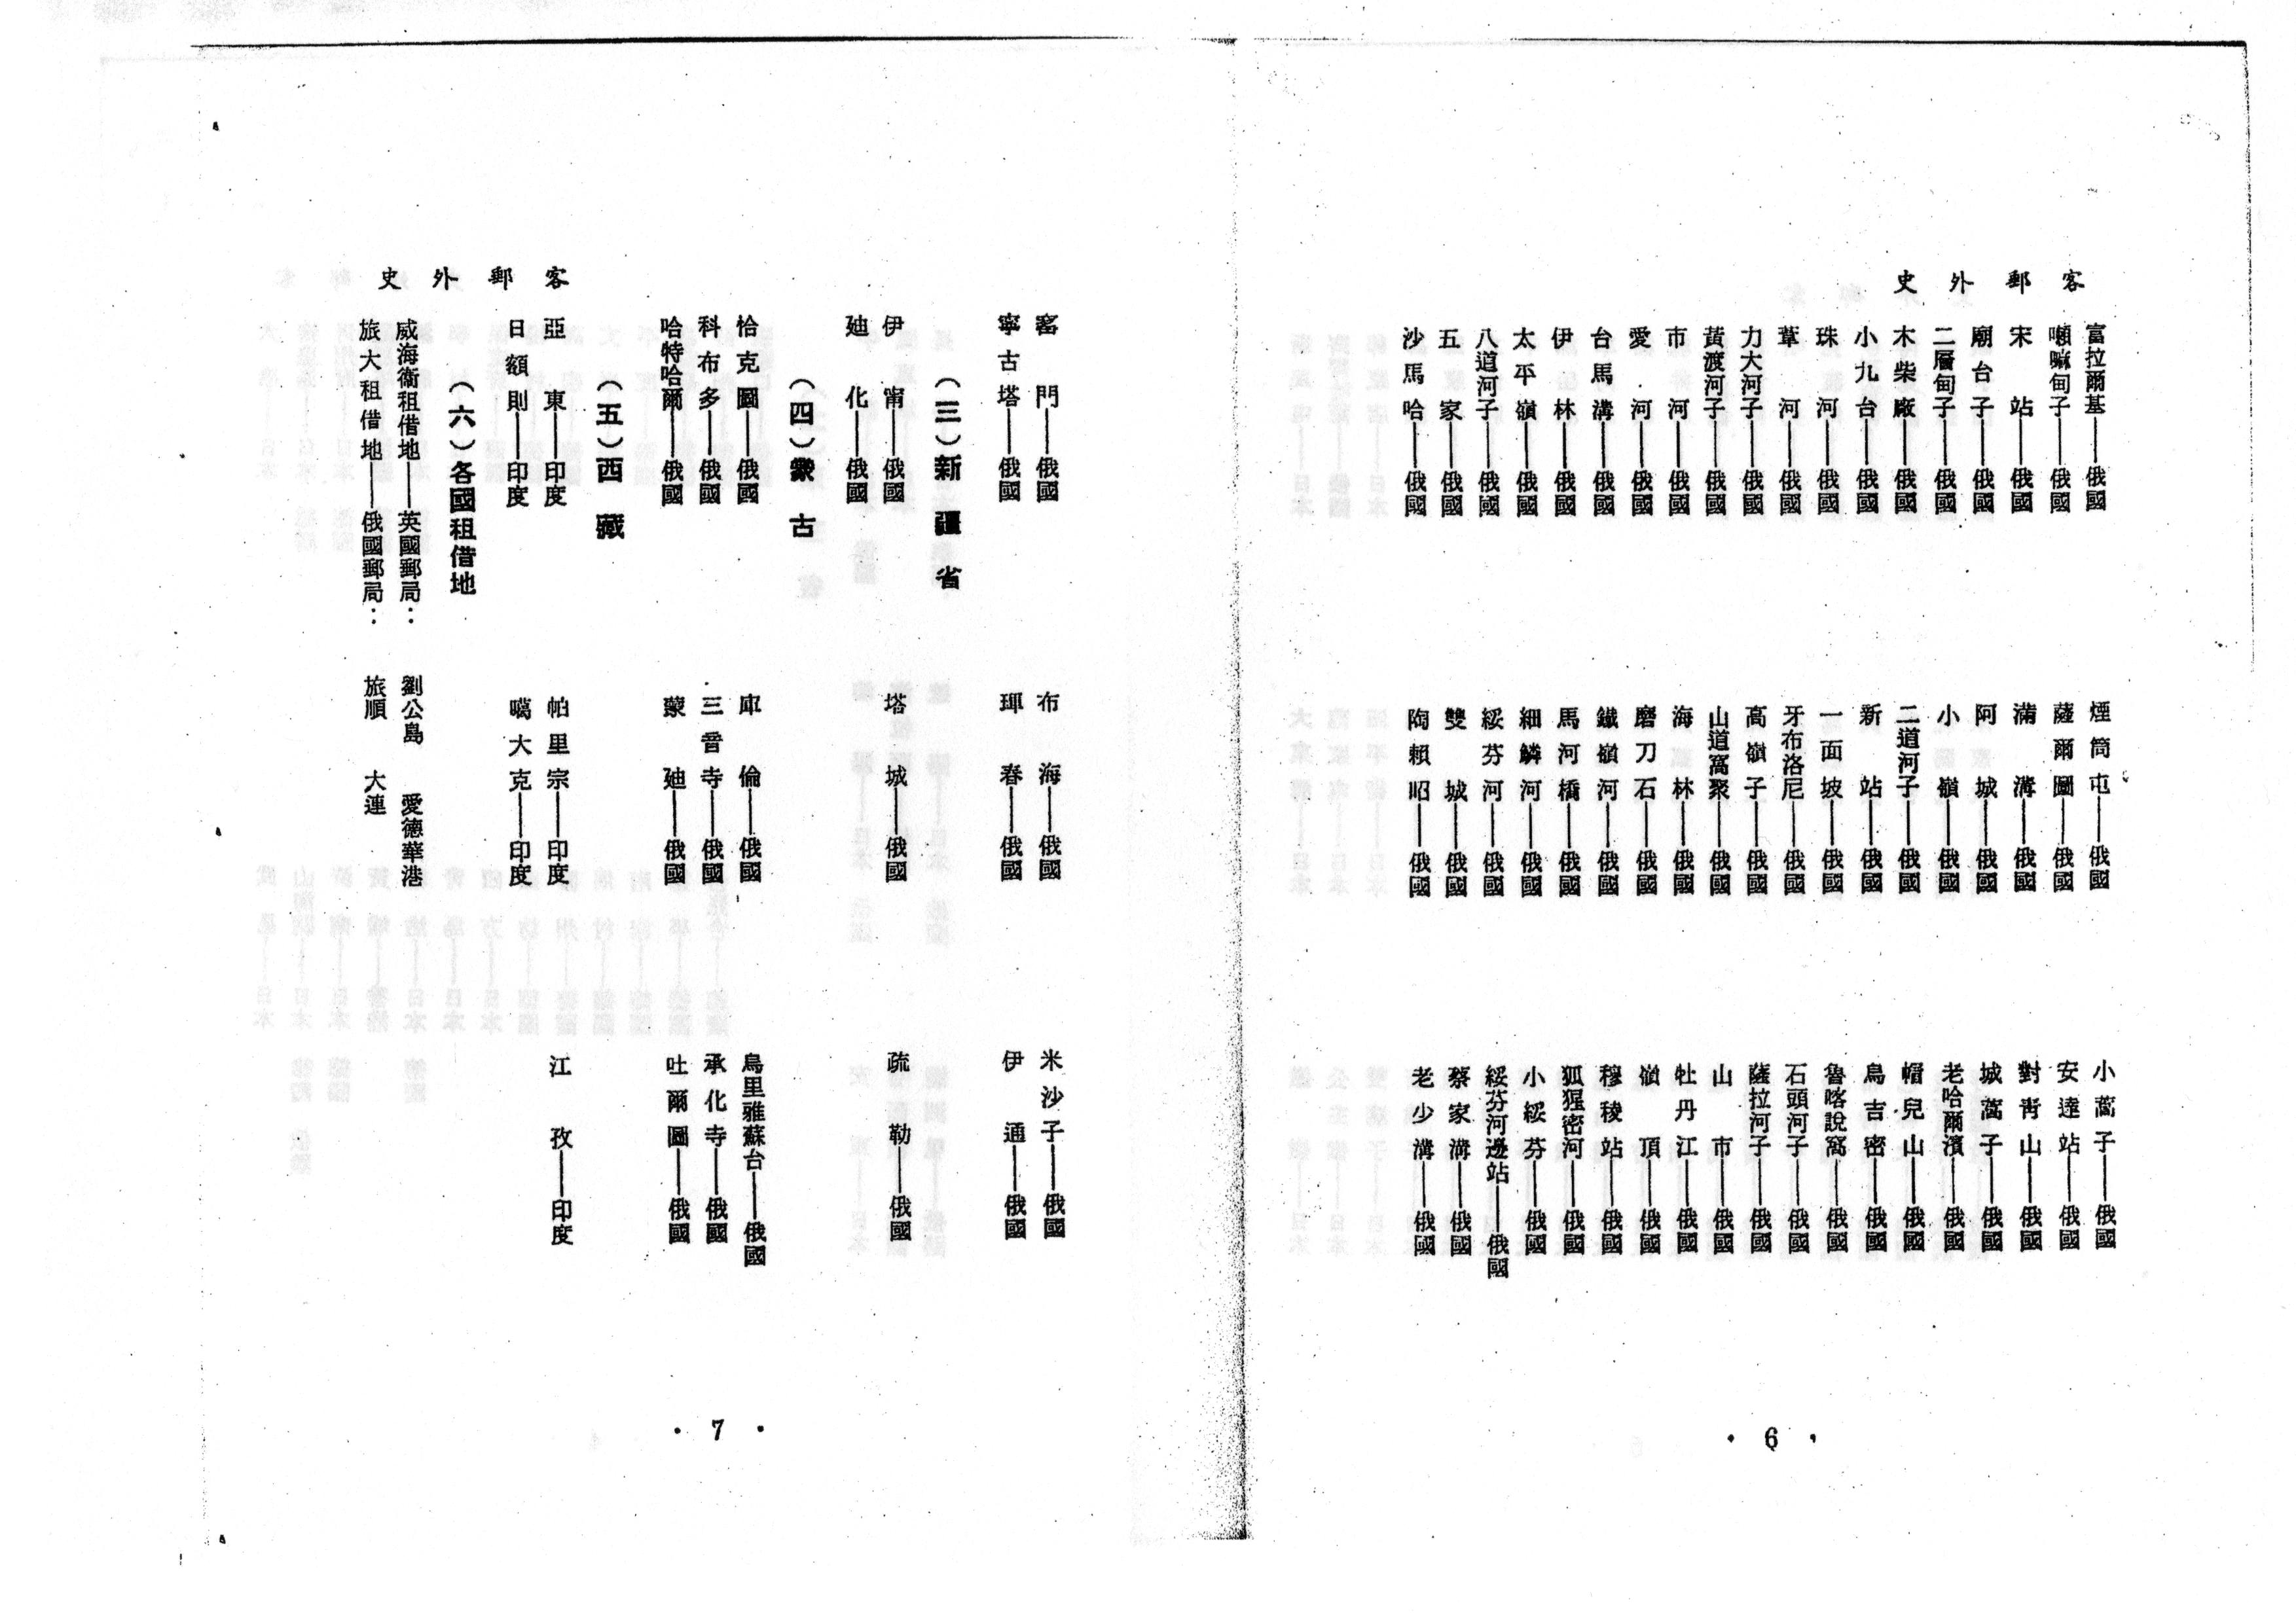 客郵外史
富拉爾基——俄國　煙筒屯——俄國　小蒿子——俄國
嘛甸子——俄國　薩爾圖——俄國　安達站——俄國
宋站——俄國　滿溝——俄國　對青山——俄國
廟台子——俄國　阿城——俄國　城蒿子——俄國
二層甸子——俄國　小嶺——俄國　老哈爾濱——俄國
木柴廠——俄國　二道河子——俄國　帽兒山——俄國
小九台——俄國　新站——俄國　烏吉密——俄國
珠河——俄國　一面坡——俄國　魯喀說窩——俄國
葦河——俄國　牙布洛尼——俄國　石頭河子——俄國
力大河子——俄國　高嶺子——俄國　薩拉河子——俄國
黃渡河子——俄國　山道窩聚——俄國　山市——俄國
市河——俄國　海林——俄國　牡丹江——俄國
愛河——俄國　磨刀石——俄國　嶺頂——俄國
伊林——俄國　馬河橋——俄國　狐狸密河——俄國
台馬溝——俄國　鐵嶺河——俄國　穆稜站——俄國
太平嶺——俄國　細鱗河——俄國　小綏芬——俄國
八道河子——俄國　綏芬河——俄國　綏芬河邊站——俄國
五家——俄國　雙城——俄國　蔡家溝——俄國
沙馬哈——俄國　陶賴昭——俄國　老少溝——俄國
・6・
客郵外史
窰門——俄國　布海——俄國　米沙子——俄國
寧古塔——俄國　琿春——俄國　伊通——俄國
（三）新疆省
伊甯——俄國　塔城——俄國　疏勒——俄國
廸化——俄國
（四）蒙古
恰克圖——俄國　庫倫——俄國　烏里雅蘇台——俄國
科布多——俄國　三音寺——俄國　承化寺——俄國
哈特哈爾——俄國　蒙廸——俄國　吐爾圖——俄國
（五）西藏
亞東——印度　帕里宗——印度　江孜——印度
日額則——印度　噶大克——印度
（六）各國租借地
威海衛租借地——英國郵局：　劉公島　愛德華港
旅大租借地——俄國郵局：　旅順　大連
・7・